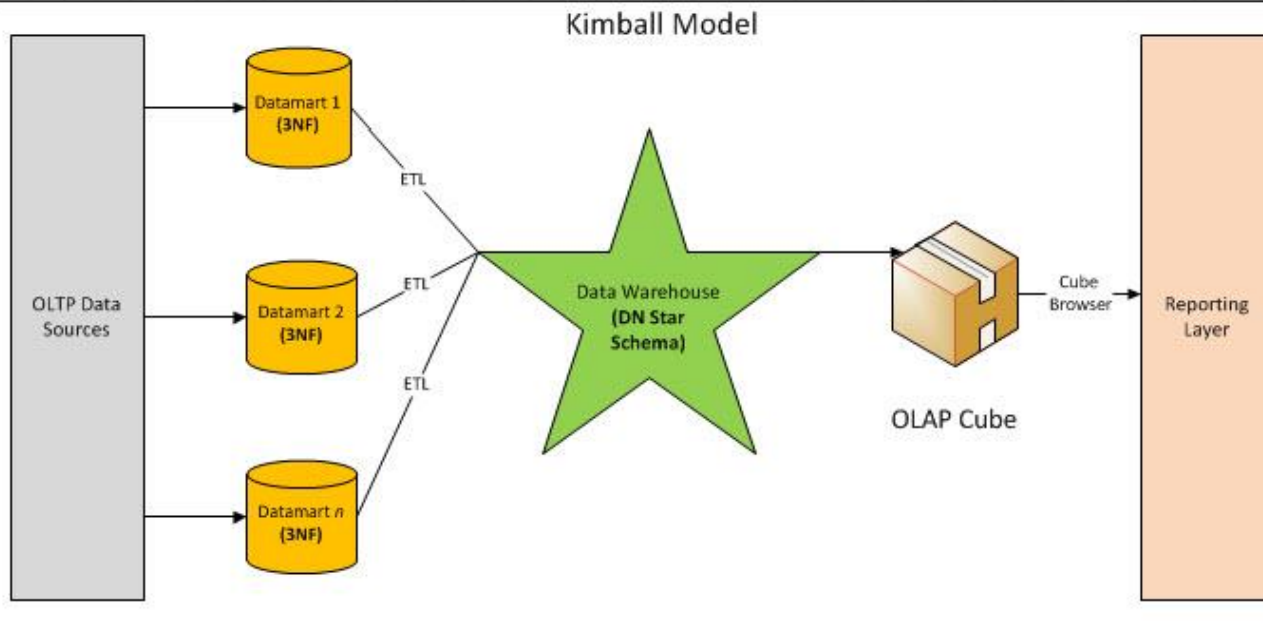 Kimball Model
OLTP Data
Sources
Datamart 1
(3NF)
ETL
Datamart 2
(3NF)
ETL
Datamart n
(3NF)
ETL
Data Warehouse
(DN Star
Schema)
OLAP Cube
Cube
Browser
Reporting
Layer